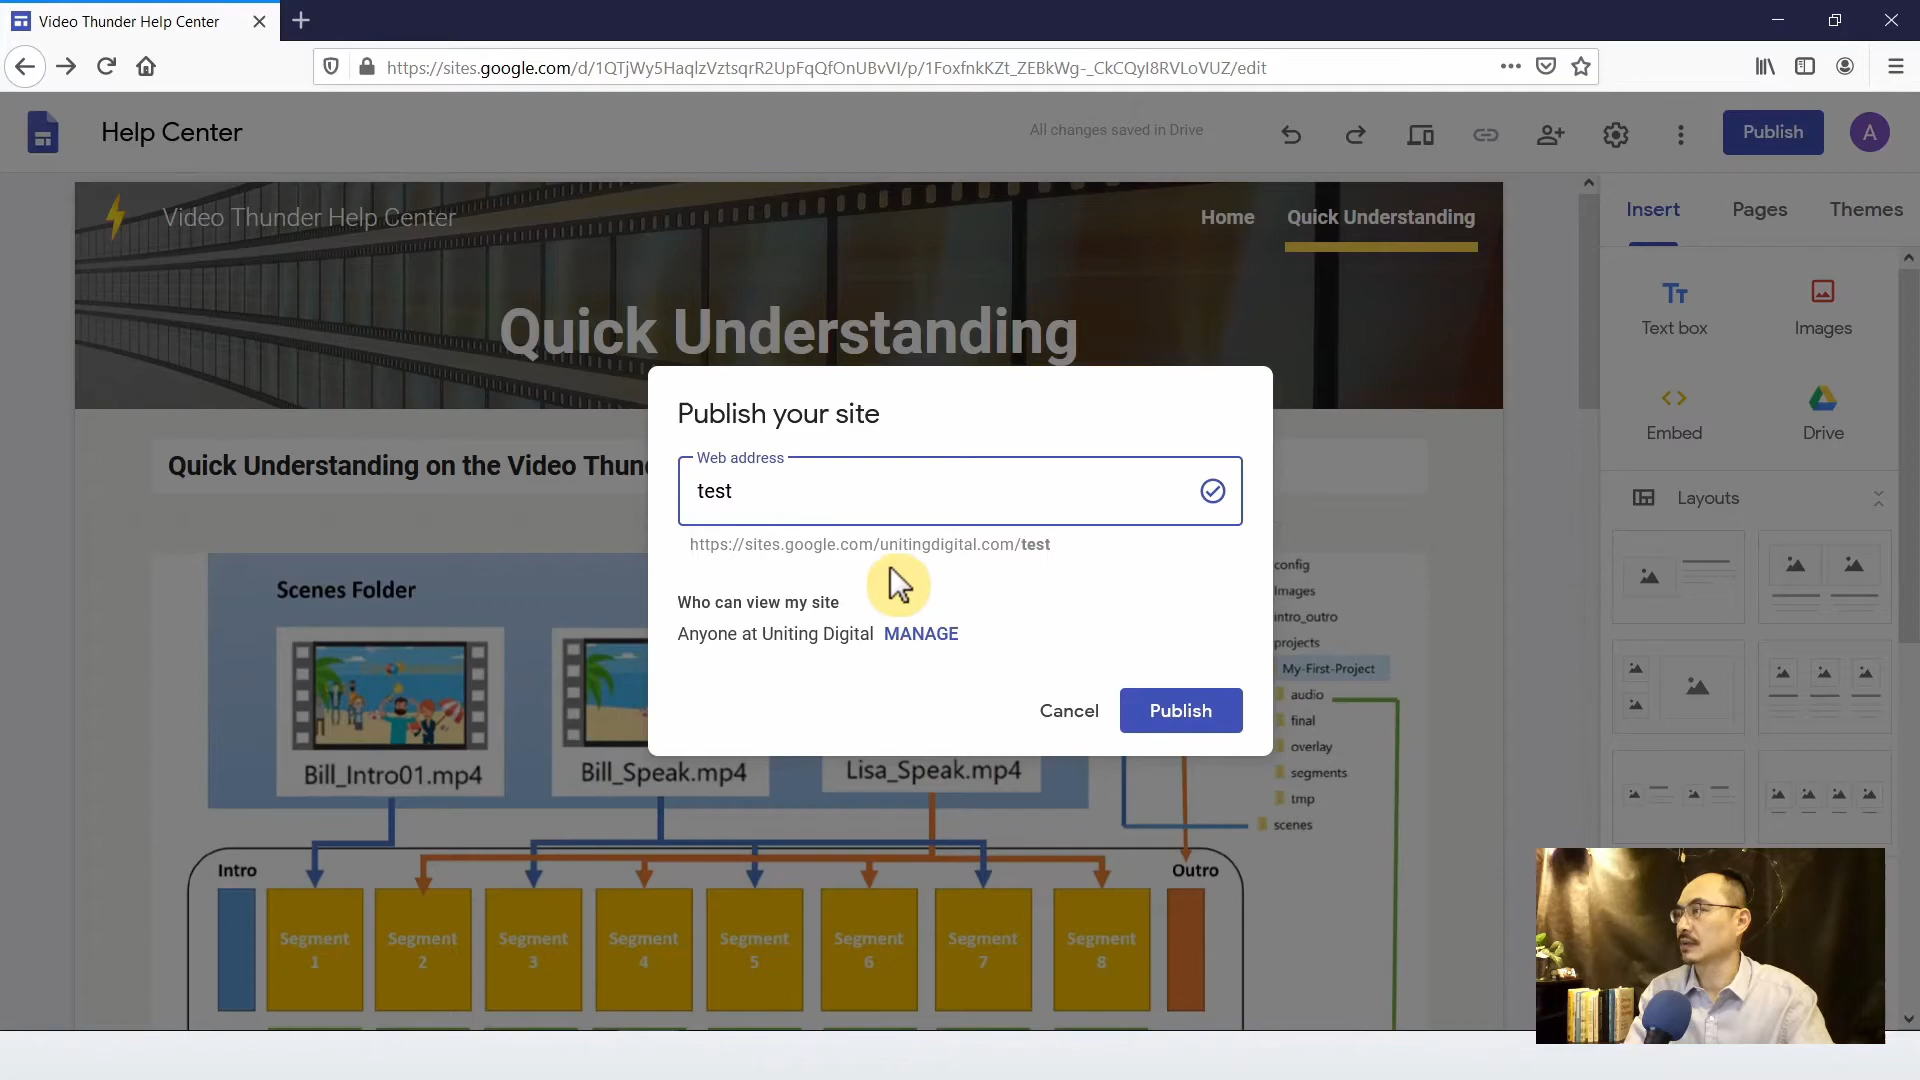 Video Thunder Help Center
https://sites.google.com/d/1QTjWy5HaqlzVztsqrR2UpFqQfOnUBvVI/p/1FoxfnkKZt_ZEBkWg-_CkCQyI8RVLoVUZ/edit
Help Center
All changes saved in Drive
Publish
A
Video Thunder Help Center
Home
Quick Understanding
Insert
Pages
Themes
Quick Understanding
Text box
Images
Embed
Drive
Layouts
Publish your site
Web address
test
https://sites.google.com/unitingdigital.com/test
Who can view my site
Anyone at Uniting Digital MANAGE
Cancel
Publish
Quick Understanding on the Video Thun
Scenes Folder
Bill_Intro01.mp4
Bill_Speak.mp4
Lisa_Speak.mp4
config
Images
intro_outro
projects
My-First-Project
audio
final
overlay
segments
tmp
scenes
Intro
Outro
Segment 1
Segment 2
Segment 3
Segment 4
Segment 5
Segment 6
Segment 7
Segment 8